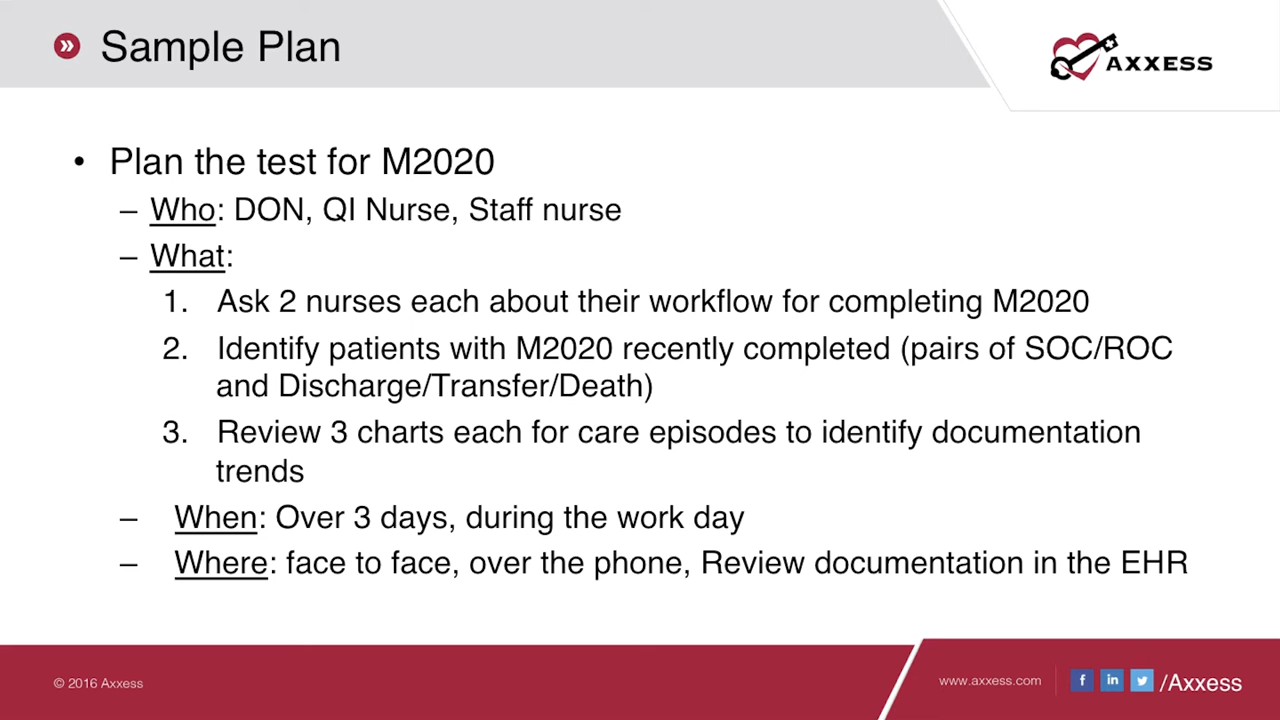 Sample Plan
AXXESS
• Plan the test for M2020
– Who: DON, QI Nurse, Staff nurse
– What:
1. Ask 2 nurses each about their workflow for completing M2020
2. Identify patients with M2020 recently completed (pairs of SOC/ROC
and Discharge/Transfer/Death)
3. Review 3 charts each for care episodes to identify documentation
trends
– When: Over 3 days, during the work day
– Where: face to face, over the phone, Review documentation in the EHR
© 2016 Axxess
www.axxess.com
/Axxess